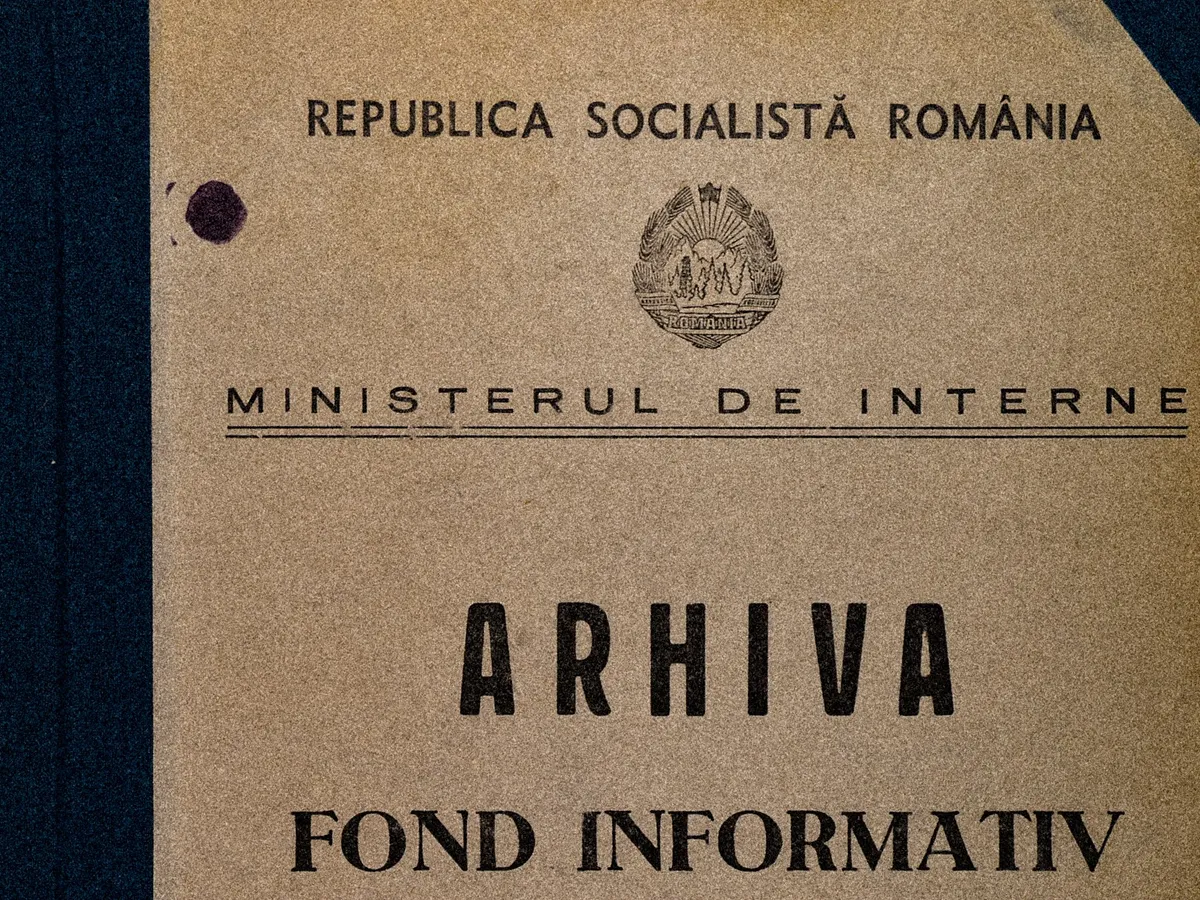 REPUBLICA SOCIALISTĂ ROMÂNIA
ROMÂNIA
MINISTERUL DE INTERNE
ARHIVA
FOND INFORMATIV